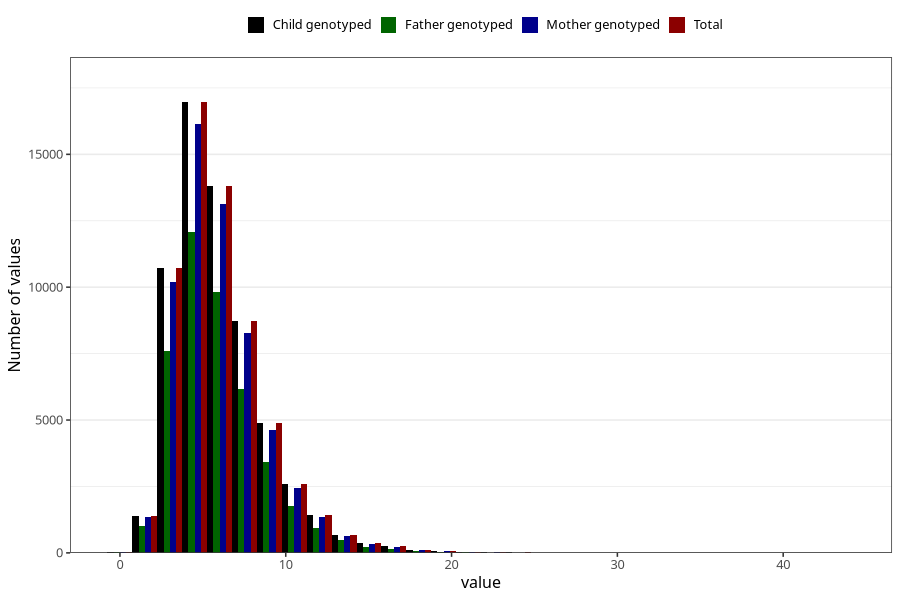 Child genotyped Father genotyped Mother genotyped Total
Number of values
15000
10000
5000
0
0 10 20 30 40
value